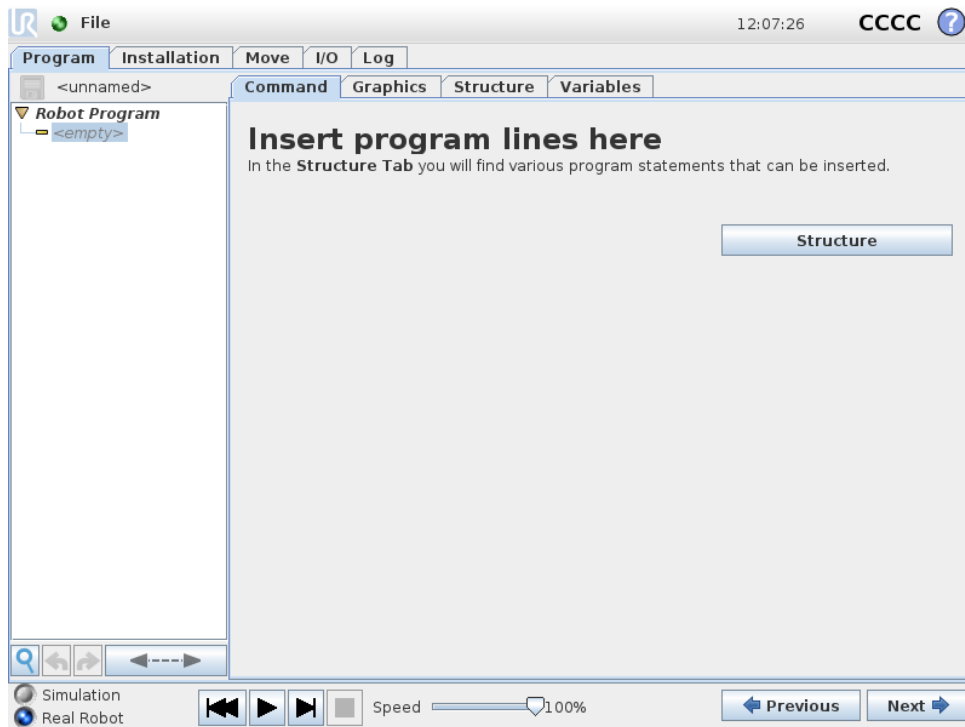 UR File 12:07:26 CCCC ?
Program Installation Move I/O Log
<unnamed>
Command Graphics Structure Variables
Robot Program
<empty>
Insert program lines here
In the Structure Tab you will find various program statements that can be inserted.
Structure
Simulation
Real Robot
Speed 100%
Previous Next